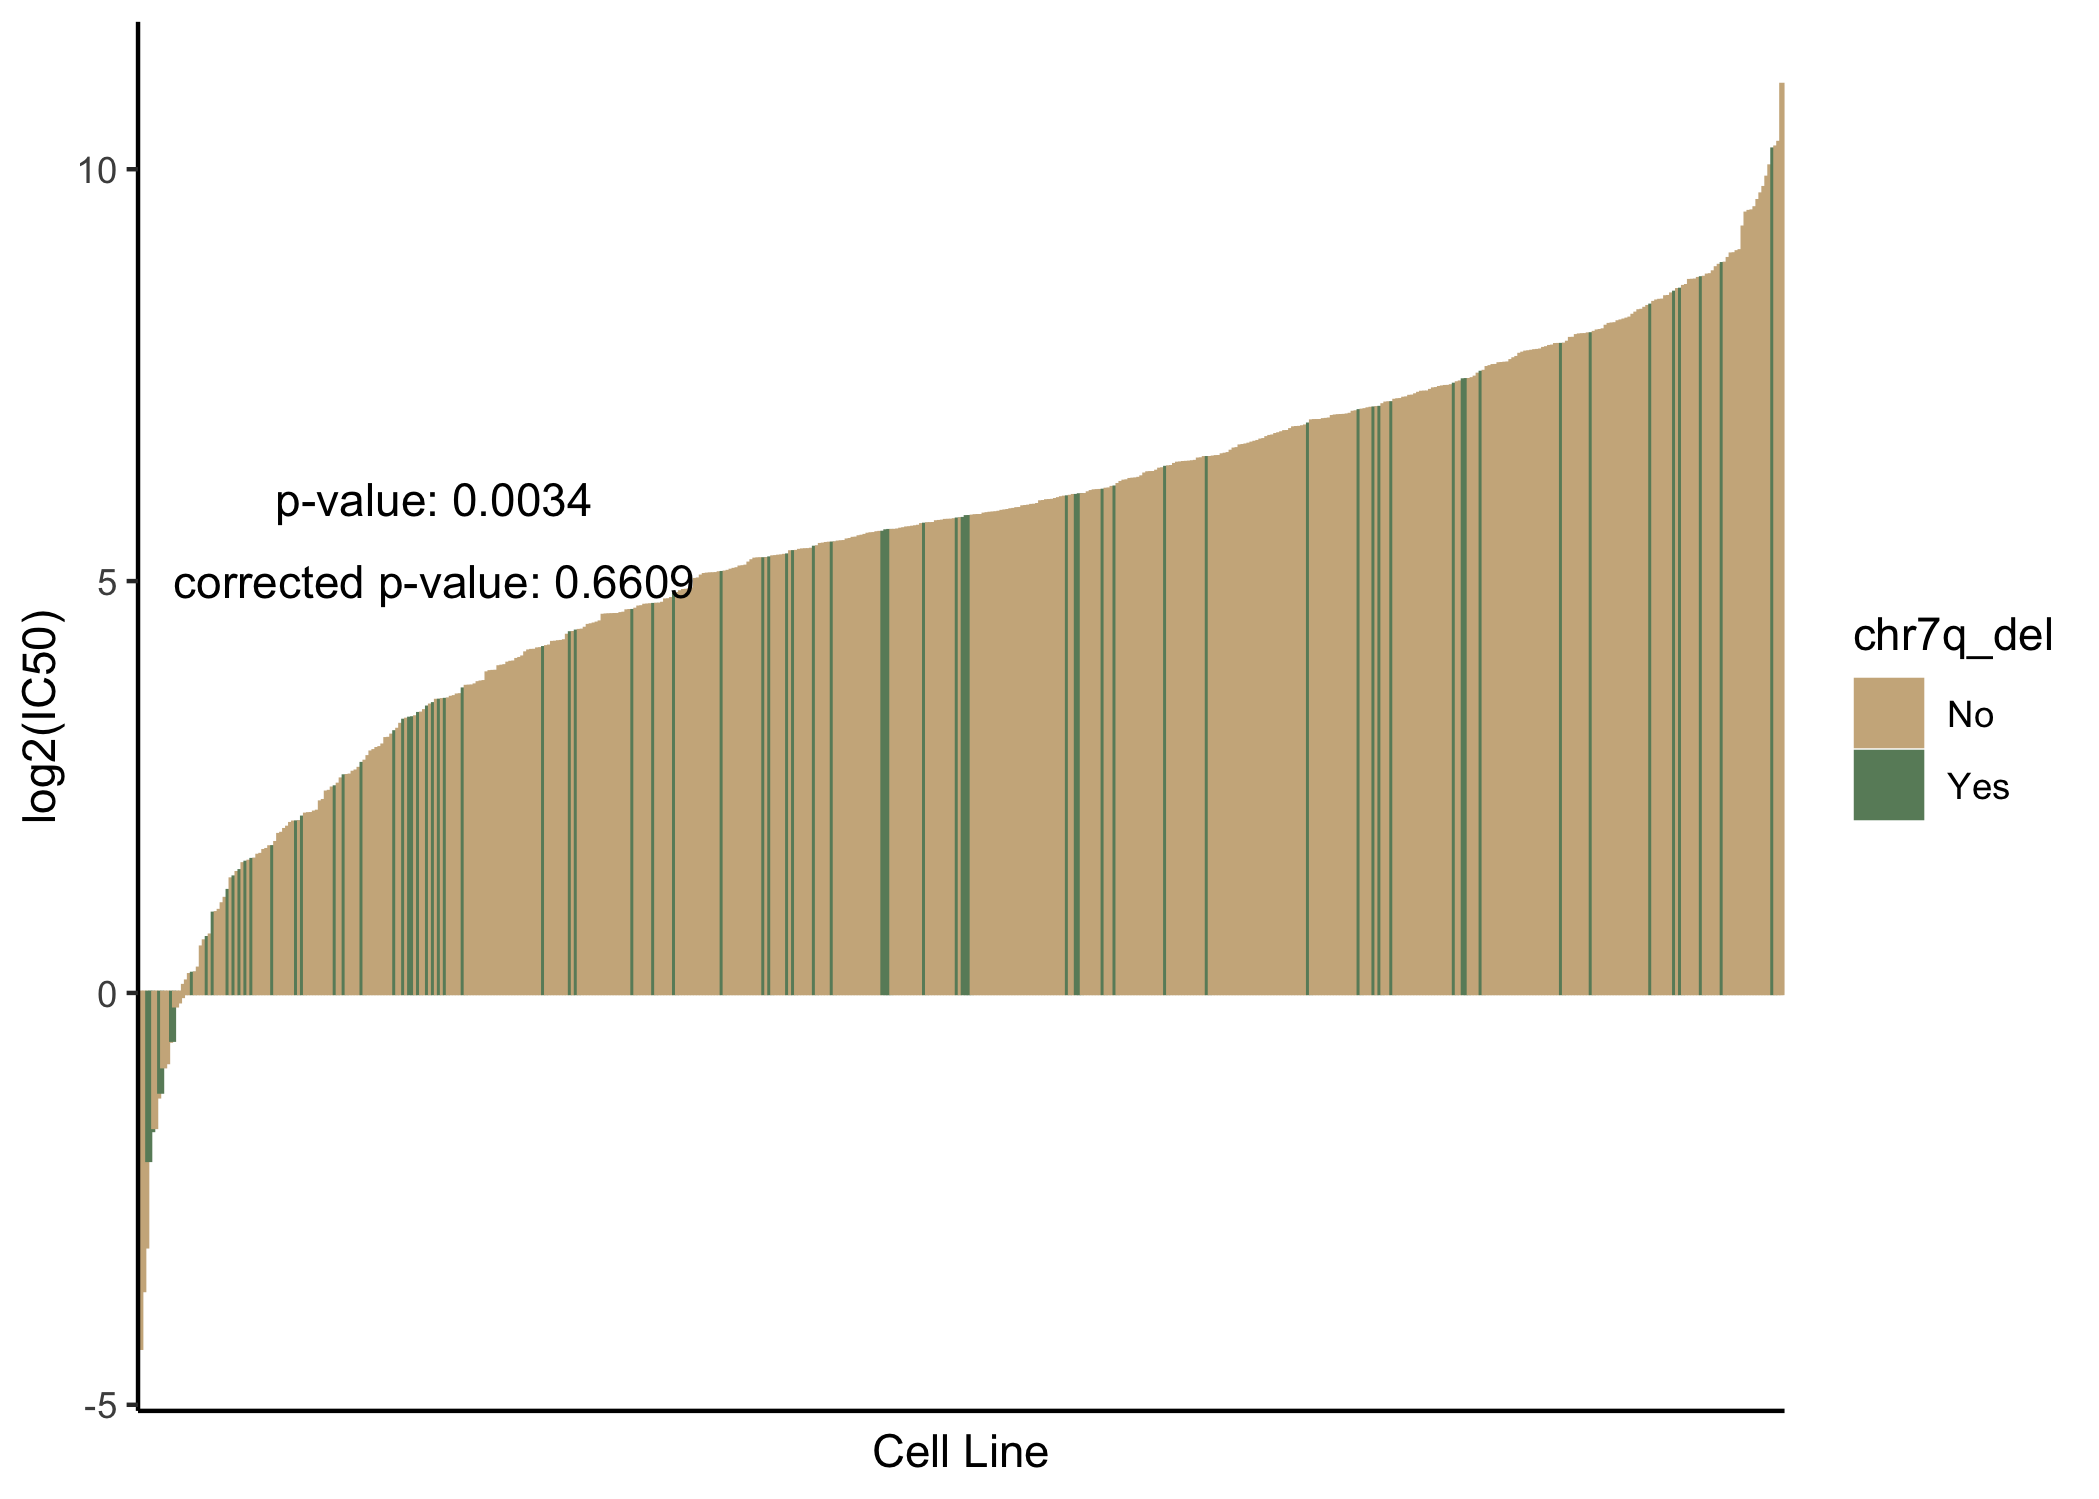 10
5
0
-5
log2(IC50)
p-value: 0.0034
corrected p-value: 0.6609
Cell Line
chr7q_del
No
Yes